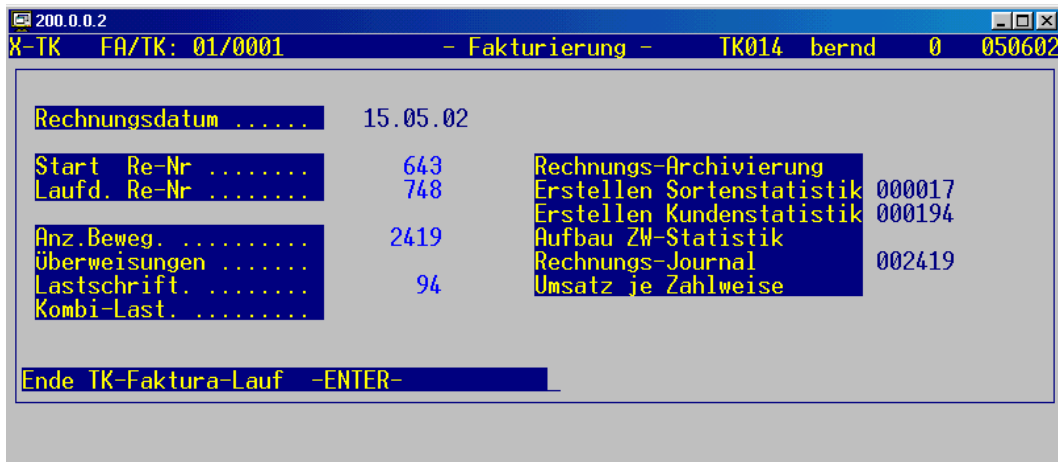 200.0.0.2
X-TK FA/TK: 01/0001 - Fakturierung - TK014 bernd 0 050602
Rechnungsdatum ...... 15.05.02
Start Re-Nr ........ 643 Rechnungs-Archivierung
Laufd. Re-Nr ....... 748 Erstellen Sortenstatistik 000017
Erstellen Kundenstatistik 000194
Anz.Beweg. .......... 2419 Aufbau ZW-Statistik
Überweisungen ....... Rechnungs-Journal 002419
Lastschrift. ........ 94 Umsatz je Zahlweise
Kombi-Last. .........
Ende TK-Faktura-Lauf -ENTER- _